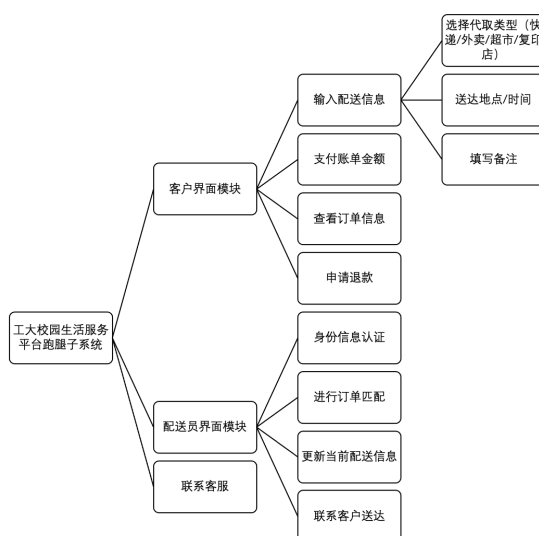 选择代取类型（快
递/外卖/超市/复印
店）
输入配送信息
送达地点/时间
支付账单金额
填写备注
客户界面模块
查看订单信息
申请退款
工大校园生活服务
平台跑腿子系统
身份信息认证
进行订单匹配
配送员界面模块
更新当前配送信息
联系客服
联系客户送达